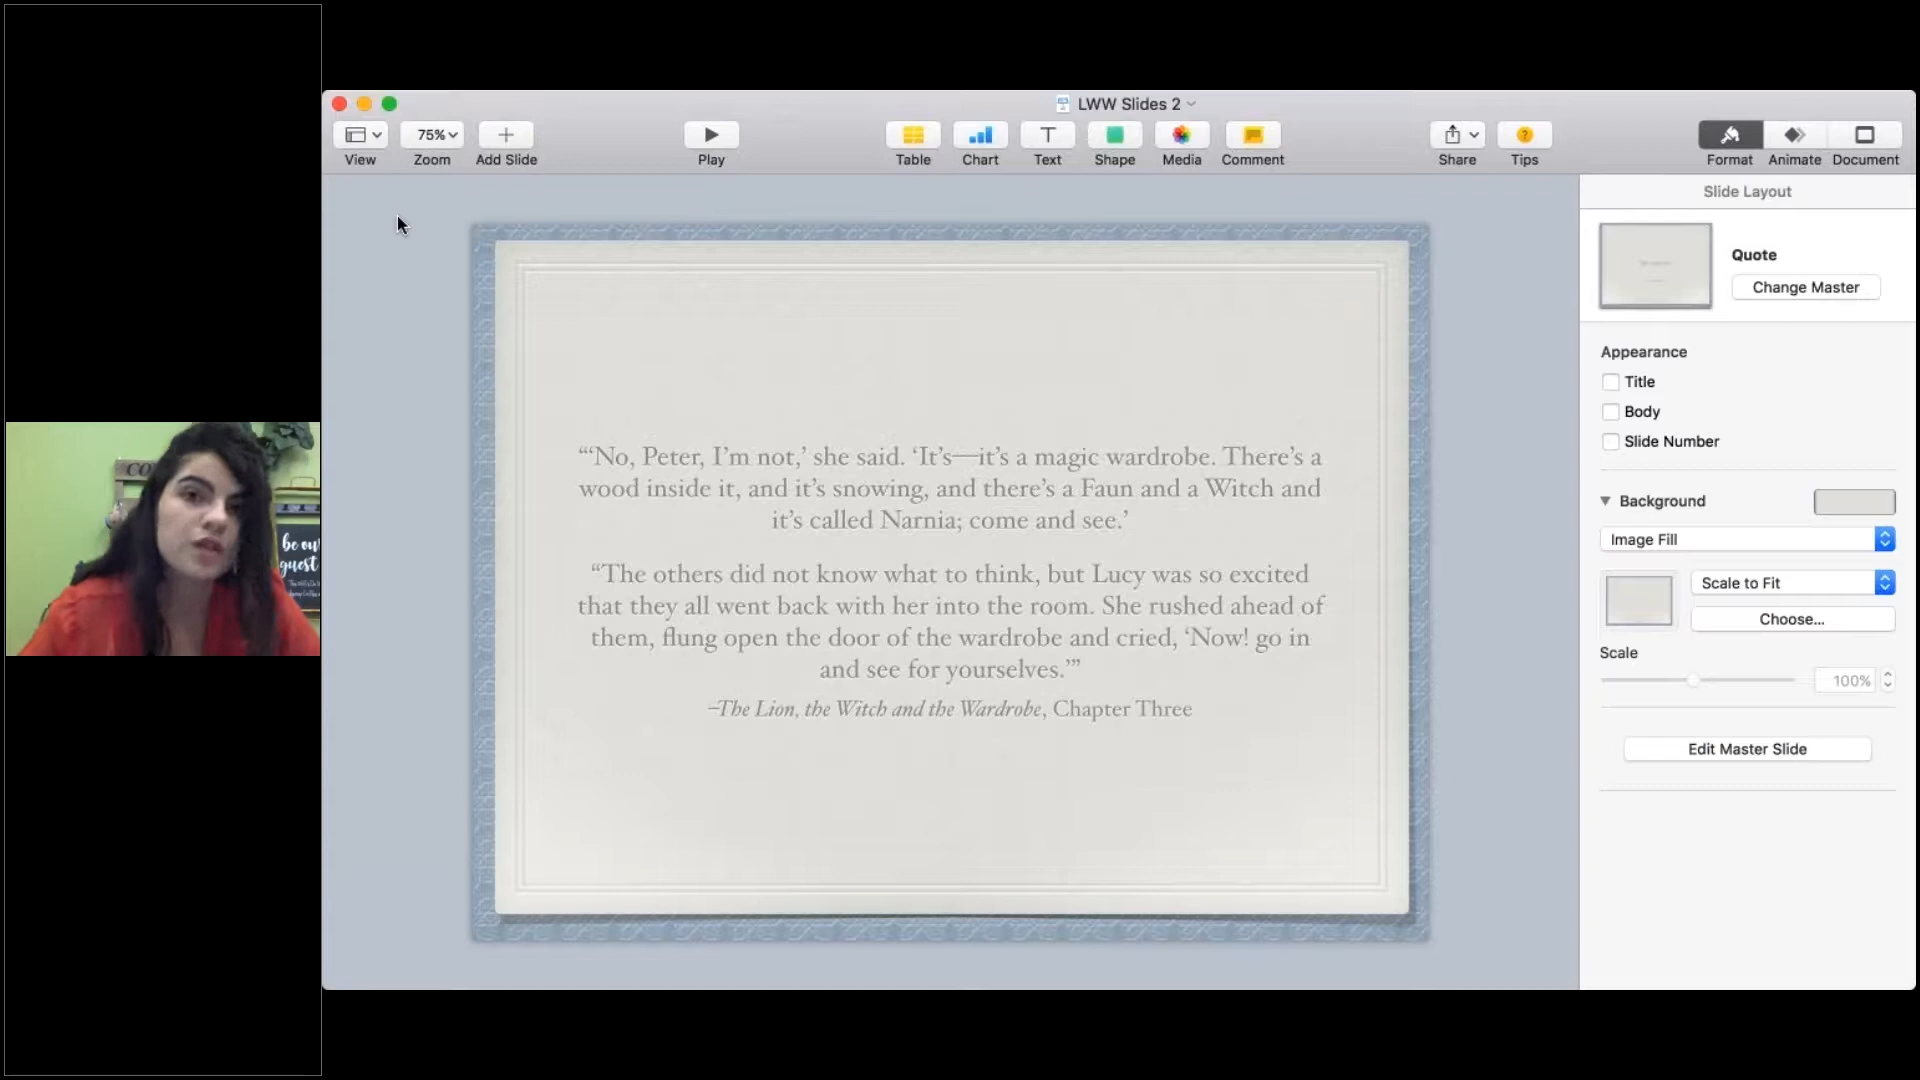 LWW Slides 2
75%
View
Zoom
Add Slide
Play
Table
Chart
Text
Shape
Media
Comment
Share
Tips
Format
Animate
Document
Slide Layout
Quote
Change Master
Appearance
Title
Body
Slide Number
Background
Image Fill
Scale to Fit
Choose...
Scale
100%
Edit Master Slide
“‘No, Peter, I’m not,’ she said. ‘It’s—it’s a magic wardrobe. There’s a
wood inside it, and it’s snowing, and there’s a Faun and a Witch and
it’s called Narnia; come and see.’
“The others did not know what to think, but Lucy was so excited
that they all went back with her into the room. She rushed ahead of
them, flung open the door of the wardrobe and cried, ‘Now! go in
and see for yourselves.’”
–The Lion, the Witch and the Wardrobe, Chapter Three
be our
guest